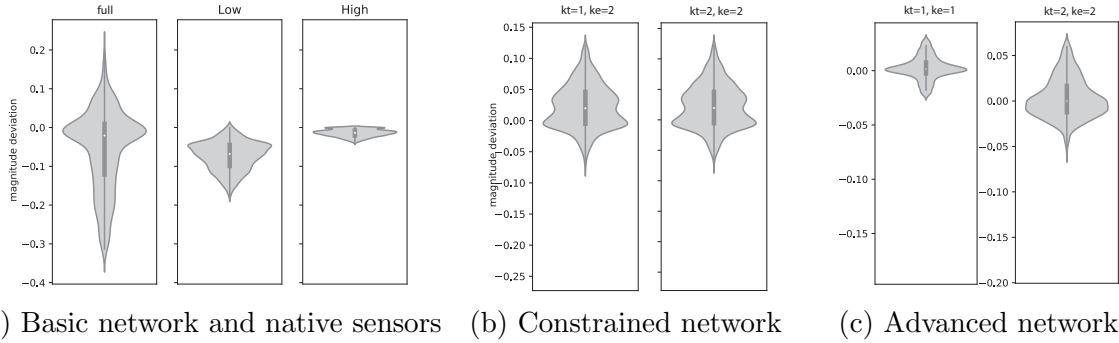 full
Low
High
magnitude deviation
0.2
0.1
0.0
−0.1
−0.2
−0.3
−0.4
) Basic network and native sensors
kt=1, ke=2
kt=2, ke=2
magnitude deviation
0.15
0.10
0.05
0.00
−0.05
−0.10
−0.15
−0.20
−0.25
(b) Constrained network
kt=1, ke=1
0.00
−0.05
−0.10
−0.15
kt=2, ke=2
0.05
0.00
−0.05
−0.10
−0.15
−0.20
(c) Advanced network